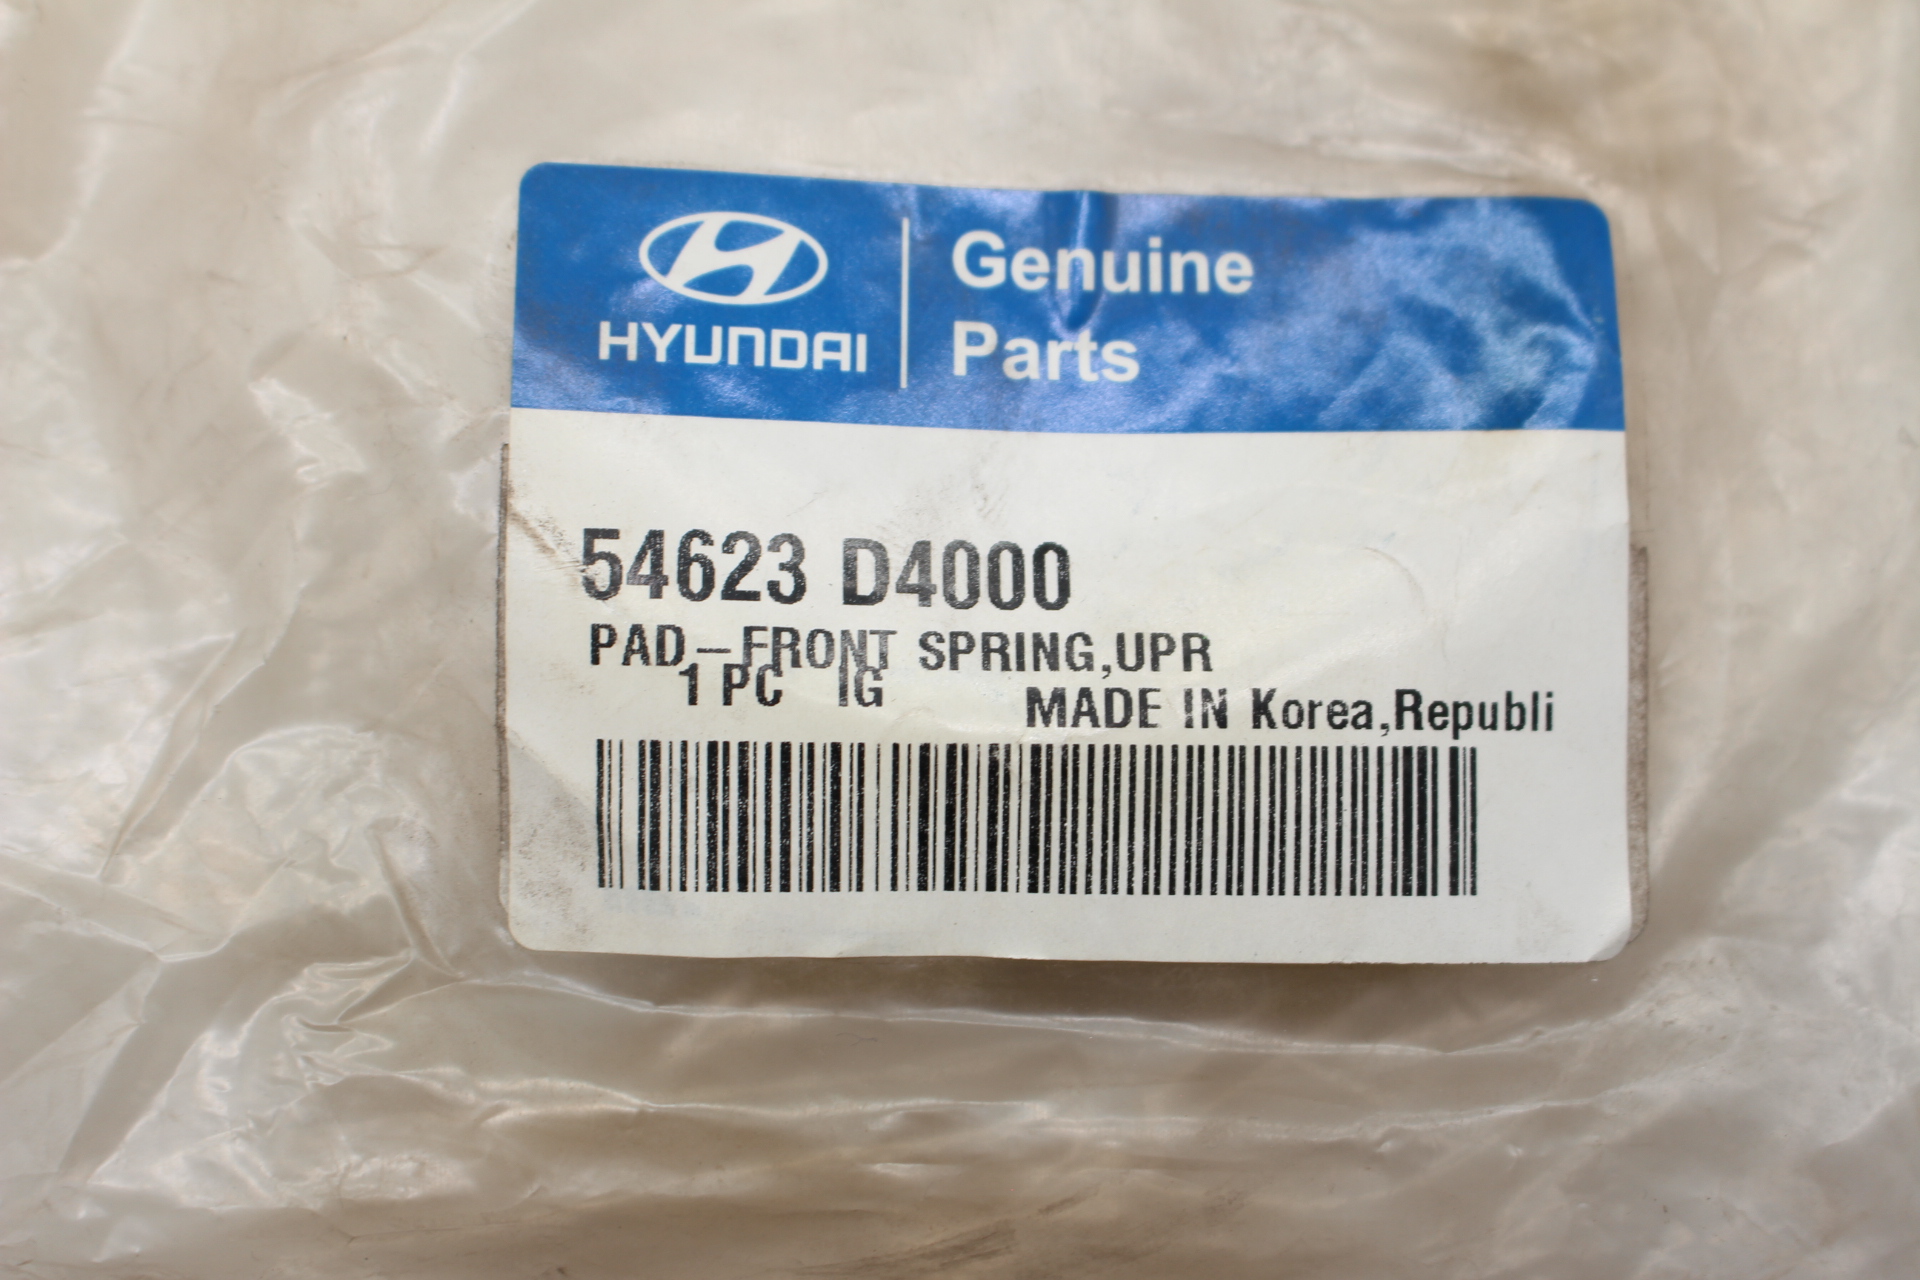 HYUNDAI
Genuine
Parts
54623 D4000
PAD-FRONT SPRING,UPR
1 PC IG
MADE IN Korea,Republi